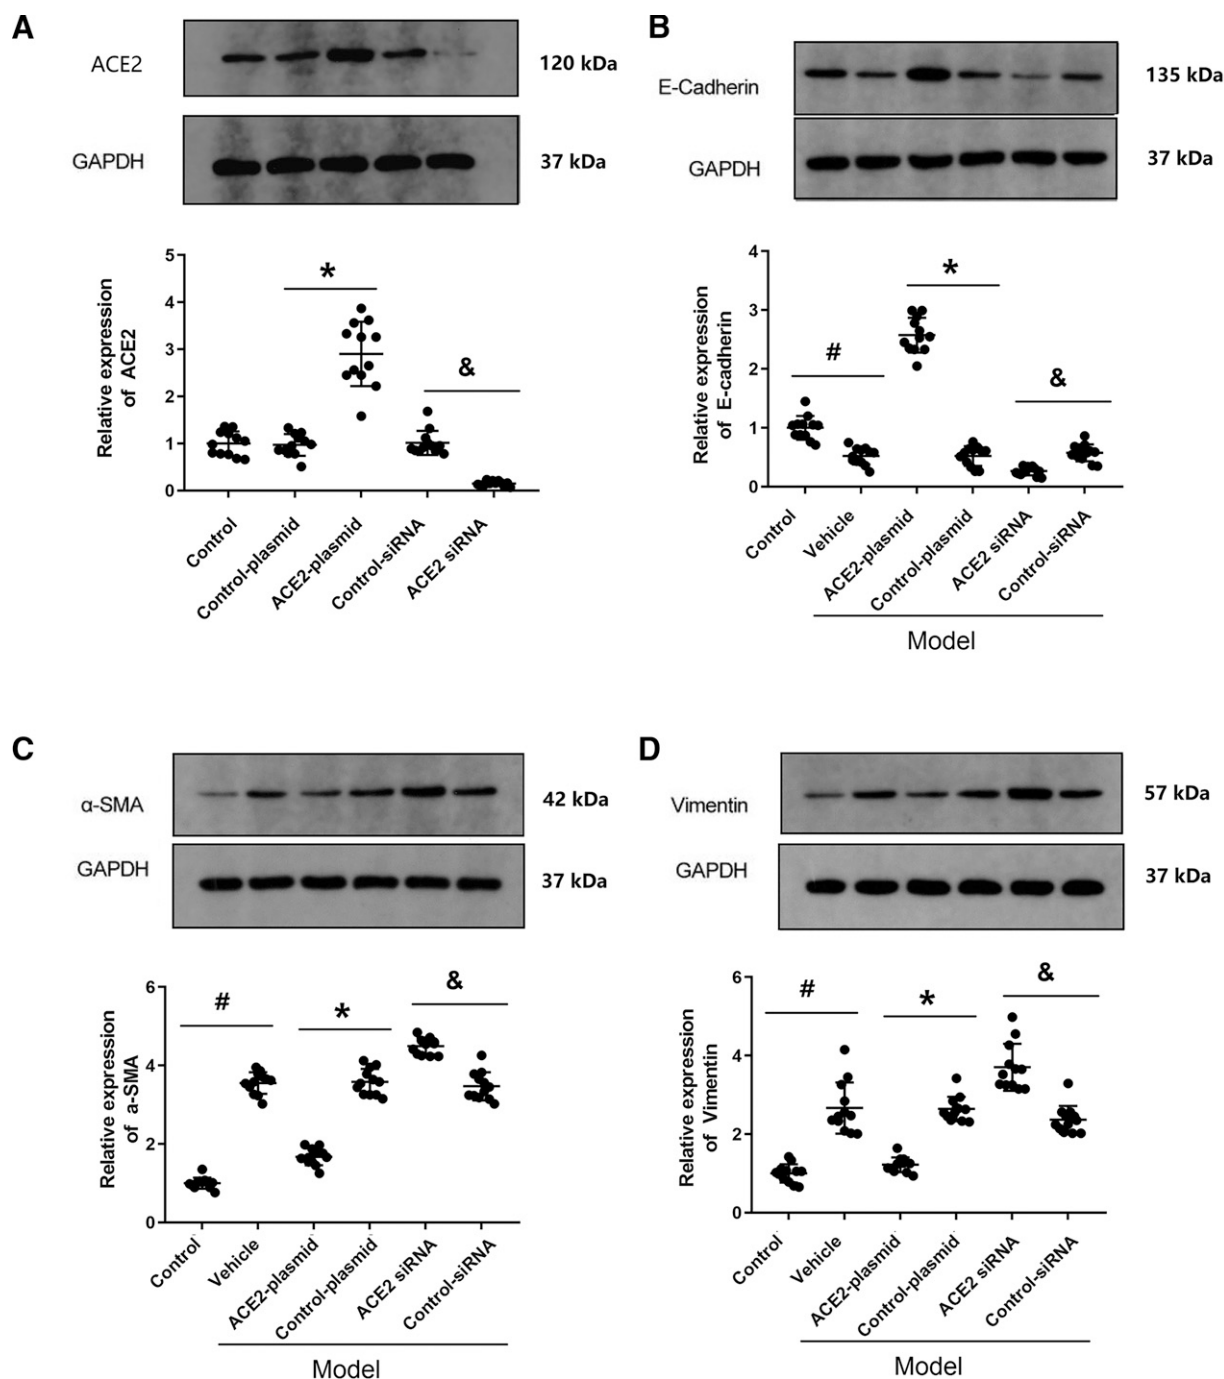 A
ACE2
120 kDa
GAPDH
37 kDa
Relative expression
of ACE2
5
4
3
2
1
0
*
&
Control
Control-plasmid
ACE2-plasmid
Control-siRNA
ACE2 siRNA
B
E-Cadherin
135 kDa
GAPDH
37 kDa
Relative expression
of E-cadherin
4
3
2
1
0
#
*
&
Control
Vehicle
ACE2-plasmid
Control-plasmid
ACE2 siRNA
Control-siRNA
Model
C
α-SMA
42 kDa
GAPDH
37 kDa
Relative expression
of a-SMA
6
4
2
0
#
*
&
Control
Vehicle
ACE2-plasmid
Control-plasmid
ACE2 siRNA
Control-siRNA
Model
D
Vimentin
57 kDa
GAPDH
37 kDa
Relative expression
of Vimentin
6
4
2
0
#
*
&
Control
Vehicle
ACE2-plasmid
Control-plasmid
ACE2 siRNA
Control-siRNA
Model